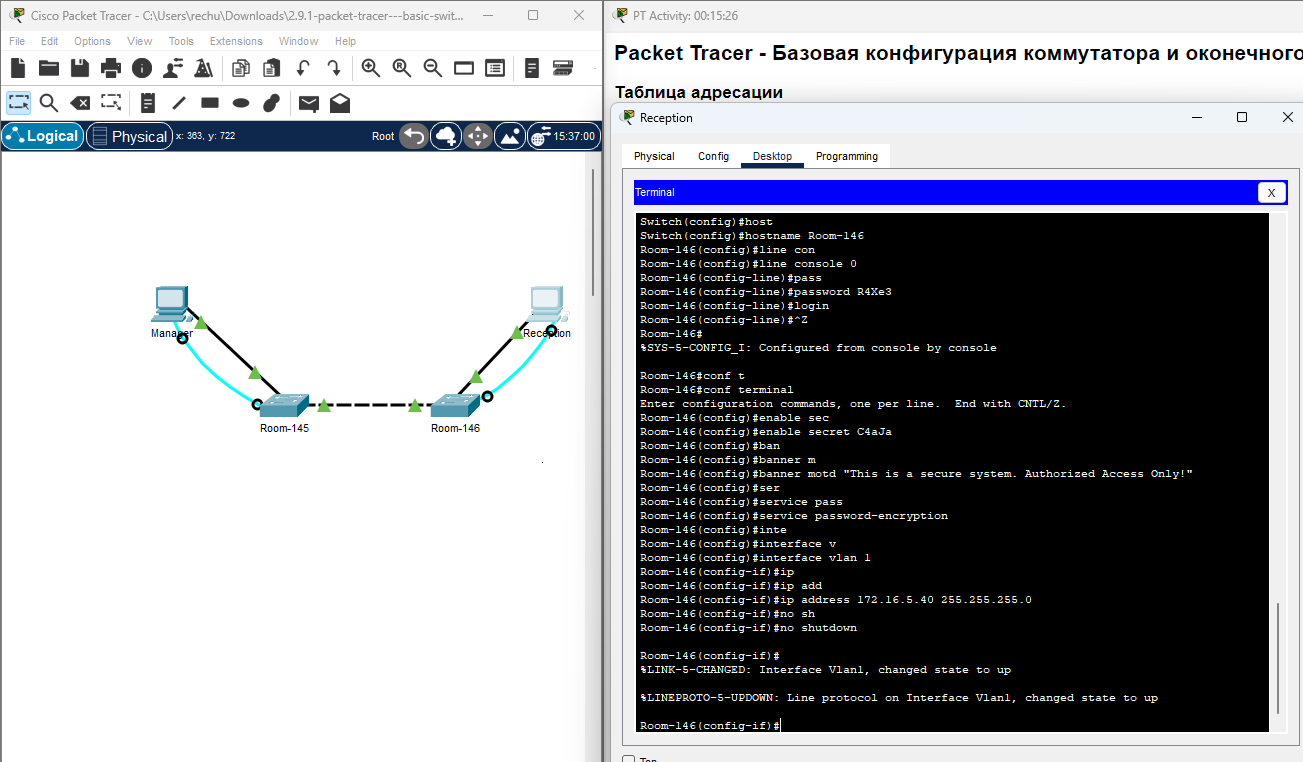 Cisco Packet Tracer - C:\Users\rechu\Downloads\2.9.1-packet-tracer---basic-swit...
File Edit Options View Tools Extensions Window Help
Logical Physical x: 363, y: 722 Root 15:37:00
Manager
Reception
Room-145
Room-146
PT Activity: 00:15:26
Packet Tracer - Базовая конфигурация коммутатора и оконечного
Таблица адресации
Reception
Physical Config Desktop Programming
Terminal X
Switch(config)#host
Switch(config)#hostname Room-146
Room-146(config)#line con
Room-146(config)#line console 0
Room-146(config-line)#pass
Room-146(config-line)#password R4Xe3
Room-146(config-line)#login
Room-146(config-line)#^Z
Room-146#
%SYS-5-CONFIG_I: Configured from console by console
Room-146#conf t
Room-146#conf terminal
Enter configuration commands, one per line.  End with CNTL/Z.
Room-146(config)#enable sec
Room-146(config)#enable secret C4aJa
Room-146(config)#ban
Room-146(config)#banner m
Room-146(config)#banner motd "This is a secure system. Authorized Access Only!"
Room-146(config)#ser
Room-146(config)#service pass
Room-146(config)#service password-encryption
Room-146(config)#inte
Room-146(config)#interface v
Room-146(config)#interface vlan 1
Room-146(config-if)#ip
Room-146(config-if)#ip add
Room-146(config-if)#ip address 172.16.5.40 255.255.255.0
Room-146(config-if)#no sh
Room-146(config-if)#no shutdown
Room-146(config-if)#
%LINK-5-CHANGED: Interface Vlan1, changed state to up
%LINEPROTO-5-UPDOWN: Line protocol on Interface Vlan1, changed state to up
Room-146(config-if)#
Top